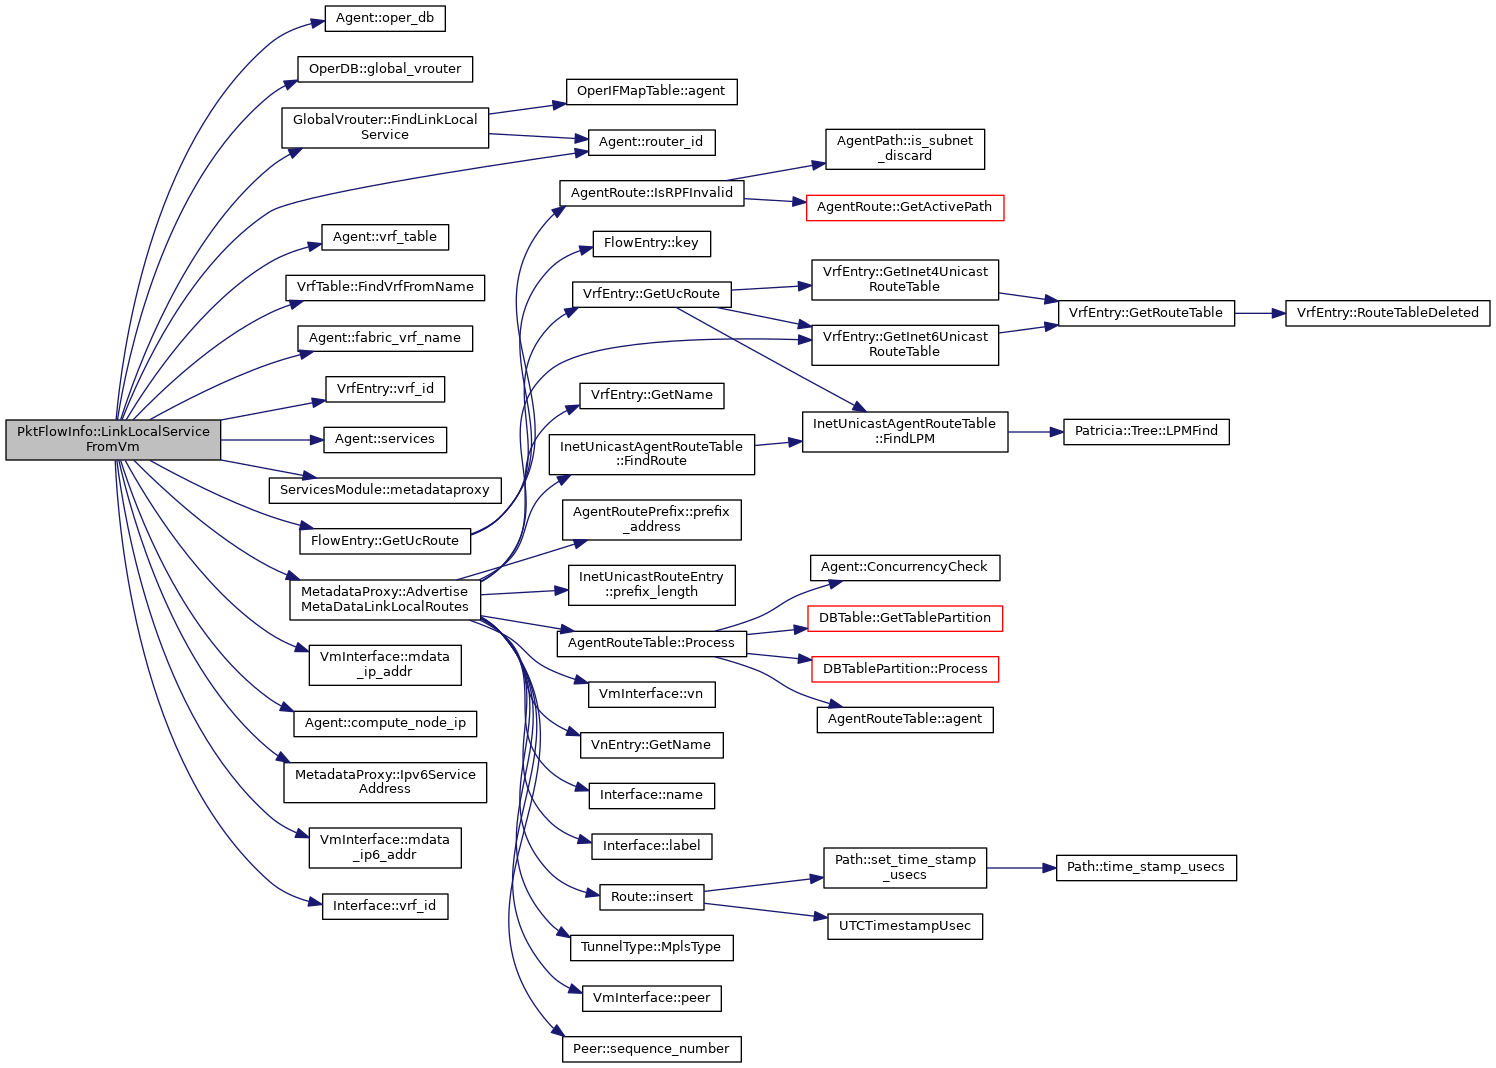 Agent::oper_db
OperDB::global_vrouter
GlobalVrouter::FindLinkLocal
Service
Agent::vrf_table
VrfTable::FindVrfFromName
Agent::fabric_vrf_name
VrfEntry::vrf_id
PktFlowInfo::LinkLocalService
FromVm
Agent::services
ServicesModule::metadataproxy
FlowEntry::GetUcRoute
MetadataProxy::Advertise
MetaDataLinkLocalRoutes
VmInterface::mdata
_ip_addr
Agent::compute_node_ip
MetadataProxy::Ipv6Service
Address
VmInterface::mdata
_ip6_addr
Interface::vrf_id
OperIFMapTable::agent
Agent::router_id
AgentRoute::IsRPFInvalid
FlowEntry::key
VrfEntry::GetUcRoute
VrfEntry::GetName
InetUnicastAgentRouteTable
::FindRoute
AgentRoutePrefix::prefix
_address
InetUnicastRouteEntry
::prefix_length
AgentRouteTable::Process
VmInterface::vn
VnEntry::GetName
Interface::name
Interface::label
Route::insert
TunnelType::MplsType
VmInterface::peer
Peer::sequence_number
AgentPath::is_subnet
_discard
AgentRoute::GetActivePath
VrfEntry::GetInet4Unicast
RouteTable
VrfEntry::GetInet6Unicast
RouteTable
InetUnicastAgentRouteTable
::FindLPM
Agent::ConcurrencyCheck
DBTable::GetTablePartition
DBTablePartition::Process
AgentRouteTable::agent
Path::set_time_stamp
_usecs
UTCTimestampUsec
VrfEntry::GetRouteTable
Patricia::Tree::LPMFind
Path::time_stamp_usecs
VrfEntry::RouteTableDeleted